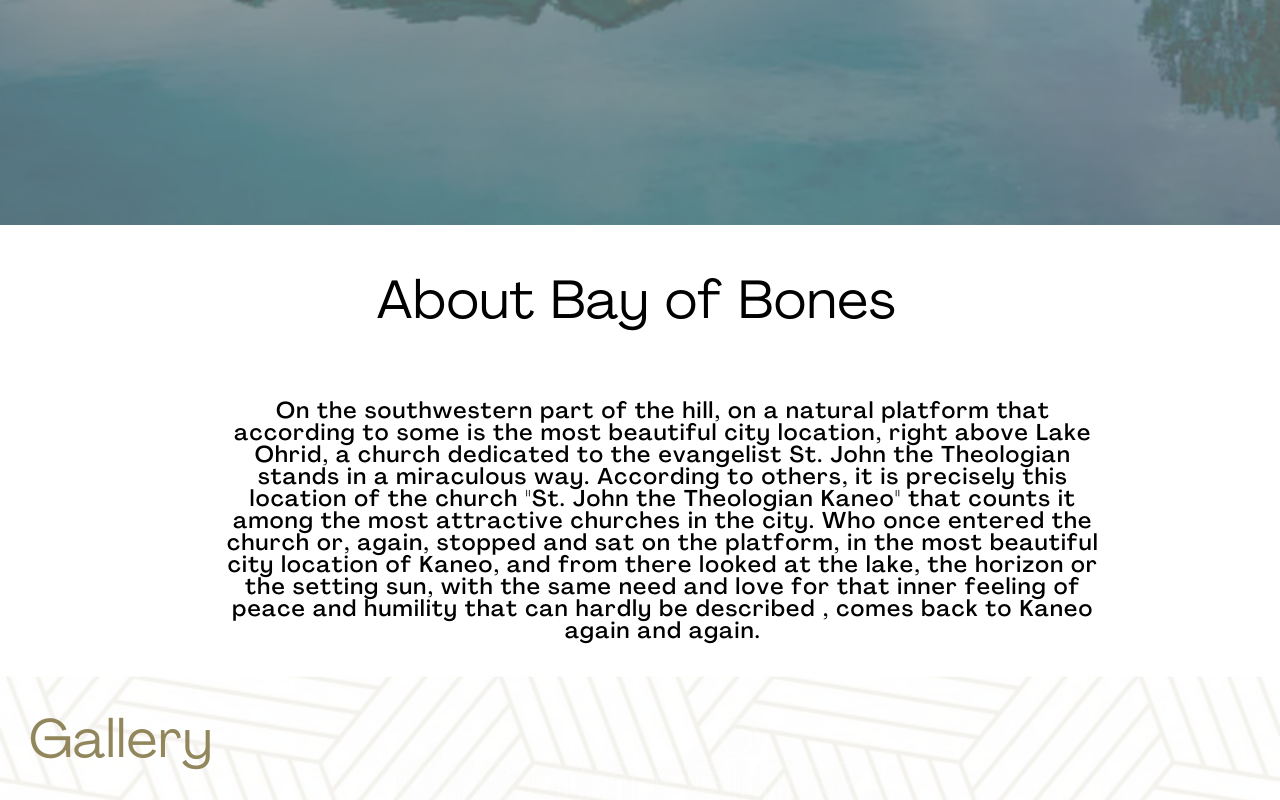 About Bay of Bones
On the southwestern part of the hill, on a natural platform that
according to some is the most beautiful city location, right above Lake
Ohrid, a church dedicated to the evangelist St. John the Theologian
stands in a miraculous way. According to others, it is precisely this
location of the church "St. John the Theologian Kaneo" that counts it
among the most attractive churches in the city. Who once entered the
church or, again, stopped and sat on the platform, in the most beautiful
city location of Kaneo, and from there looked at the lake, the horizon or
the setting sun, with the same need and love for that inner feeling of
peace and humility that can hardly be described , comes back to Kaneo
again and again.
Gallery